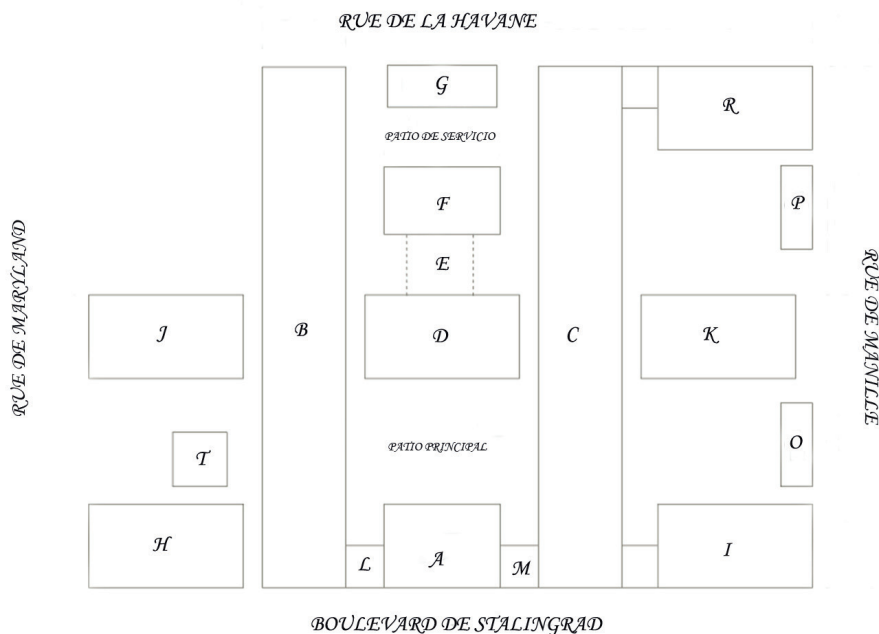 RUE DE LA HAVANE
G
R
PATIO DE SERVICIO
F
P
E
RUE DE MARYLAND
J
B
D
C
K
RUE DE MANILLE
T
PATIO PRINCIPAL
O
H
L
A
M
I
BOULEVARD DE STALINGRAD